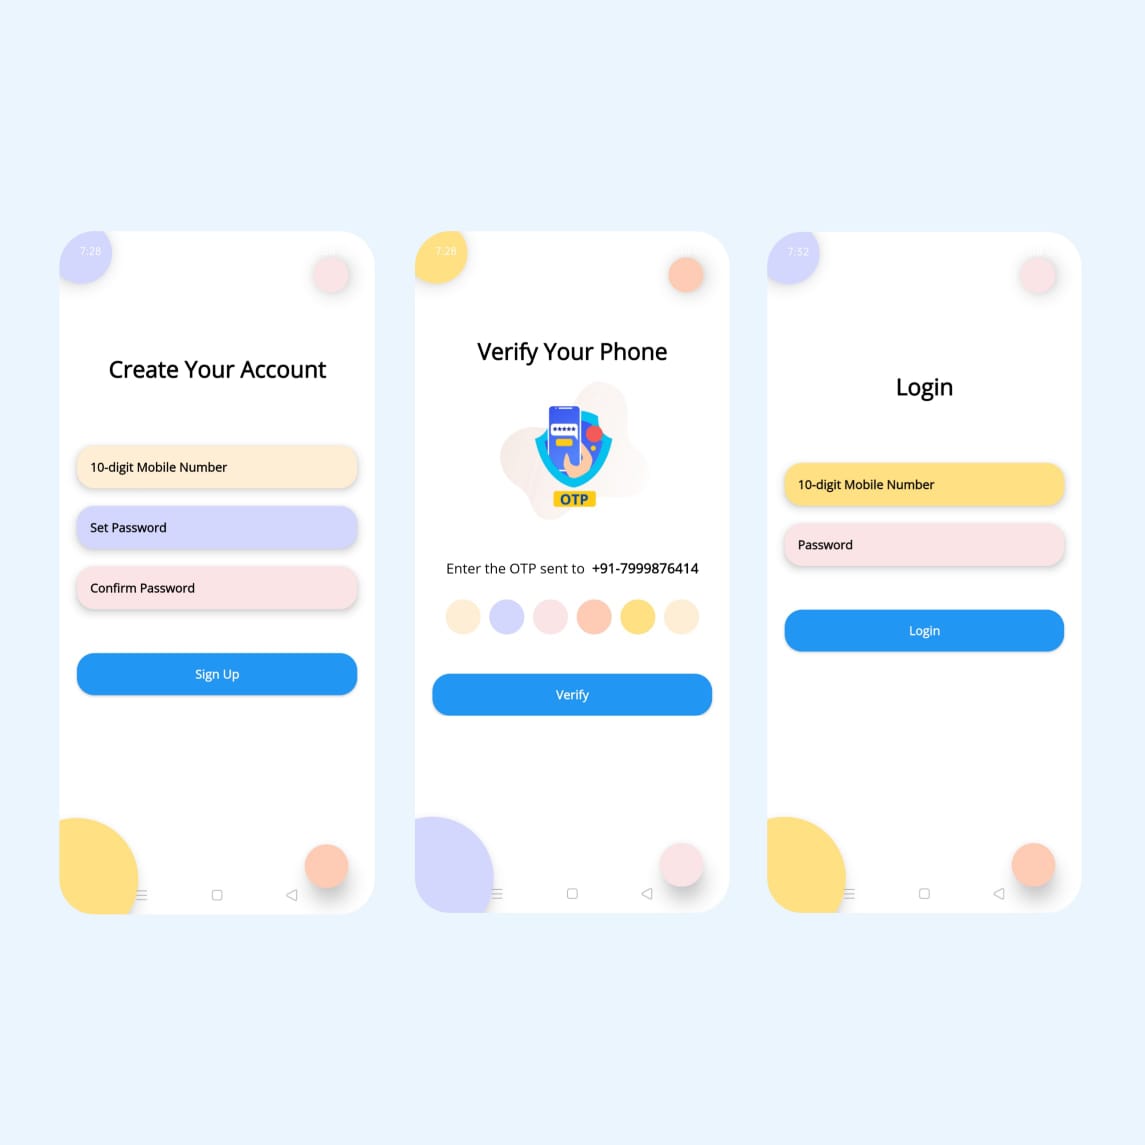 7:28
Create Your Account
10-digit Mobile Number
Set Password
Confirm Password
Sign Up
7:28
Verify Your Phone
*****
OTP
Enter the OTP sent to +91-7999876414
Verify
7:32
Login
10-digit Mobile Number
Password
Login